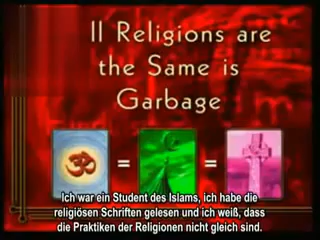 ll Religions are
the Same is
Garbage
ॐ = =
Ich war ein Student des Islams, ich habe die
religiösen Schriften gelesen und ich weiß, dass
die Praktiken der Religionen nicht gleich sind.